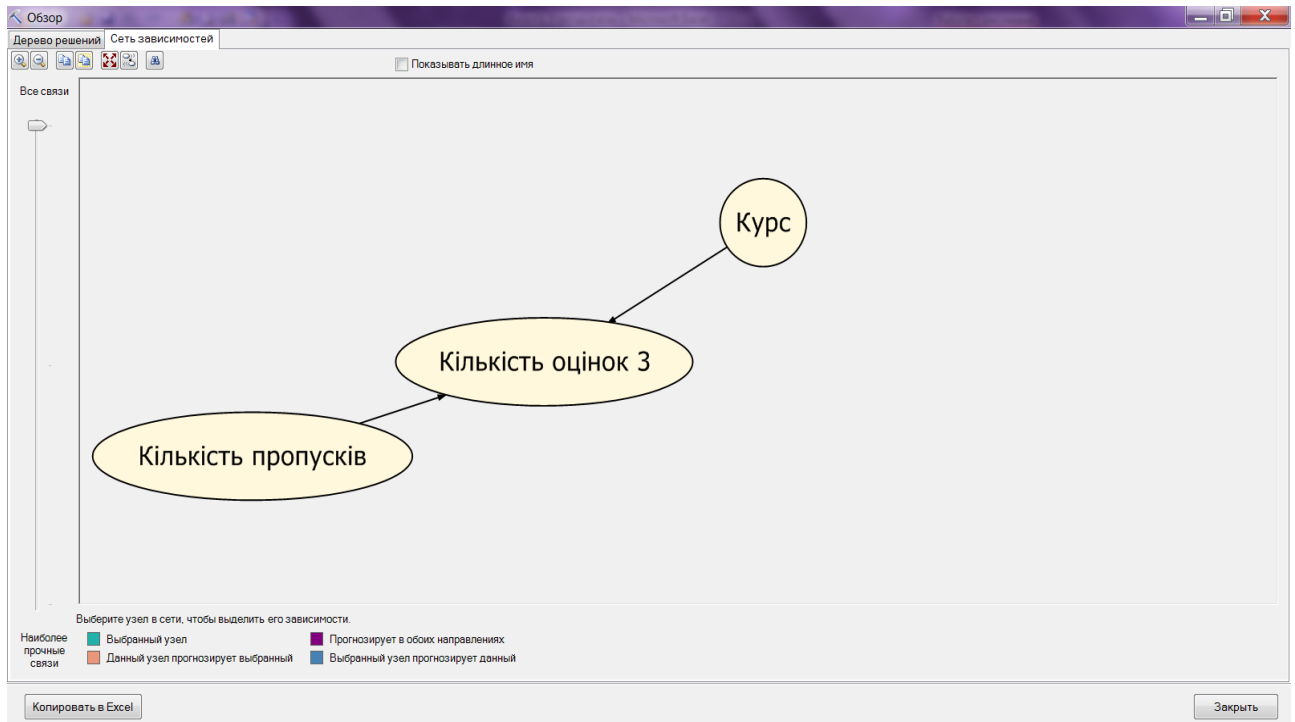 Обзор
Дерево решений Сеть зависимостей
Показывать длинное имя
Все связи
Курс
Кількість оцінок 3
Кількість пропусків
Выберите узел в сети, чтобы выделить его зависимости.
Наиболее прочные связи
Выбранный узел
Прогнозирует в обоих направлениях
Данный узел прогнозирует выбранный
Выбранный узел прогнозирует данный
Копировать в Excel
Закрыть